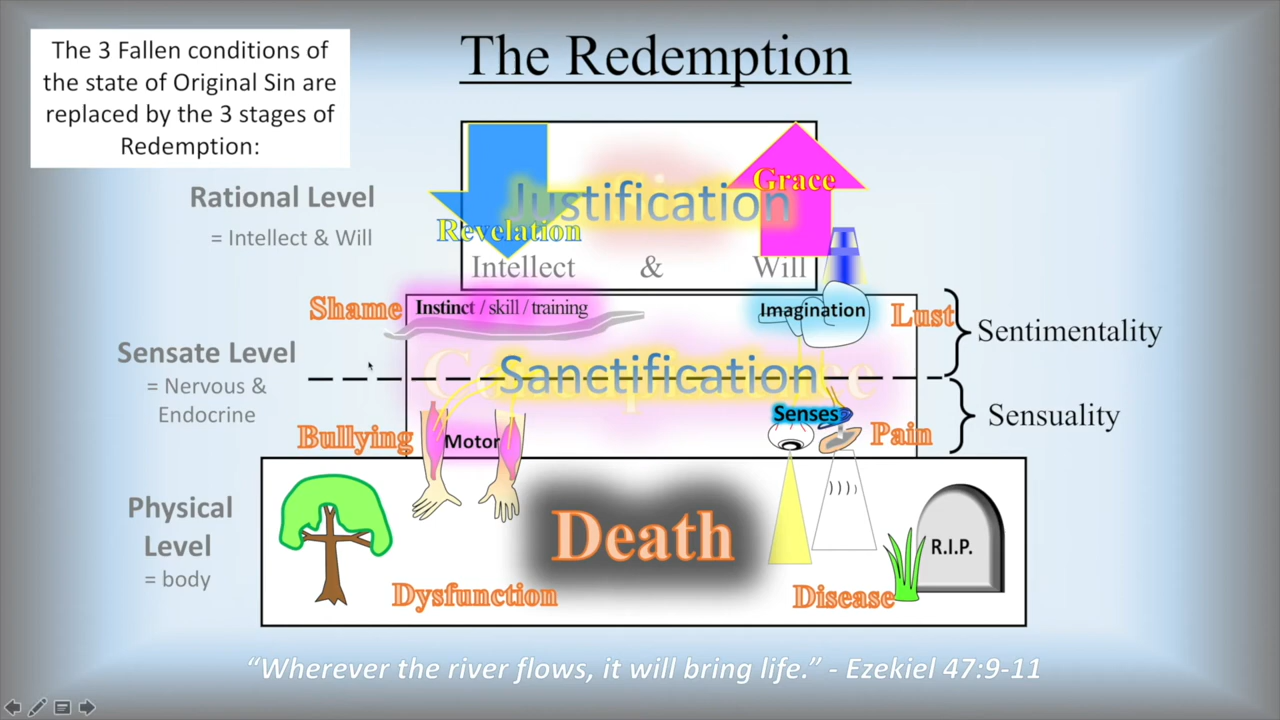 The Redemption
The 3 Fallen conditions of
the state of Original Sin are
replaced by the 3 stages of
Redemption:
Rational Level
= Intellect & Will
Justification
Grace
Revelation
Intellect & Will
Shame
Instinct / skill / training
Imagination
Lust
Sentimentality
Sensate Level
= Nervous &
Endocrine
Sanctification
Sensuality
Bullying
Motor
Senses
Pain
Physical
Level
= body
Death
R.I.P.
Dysfunction
Disease
“Wherever the river flows, it will bring life.” - Ezekiel 47:9-11